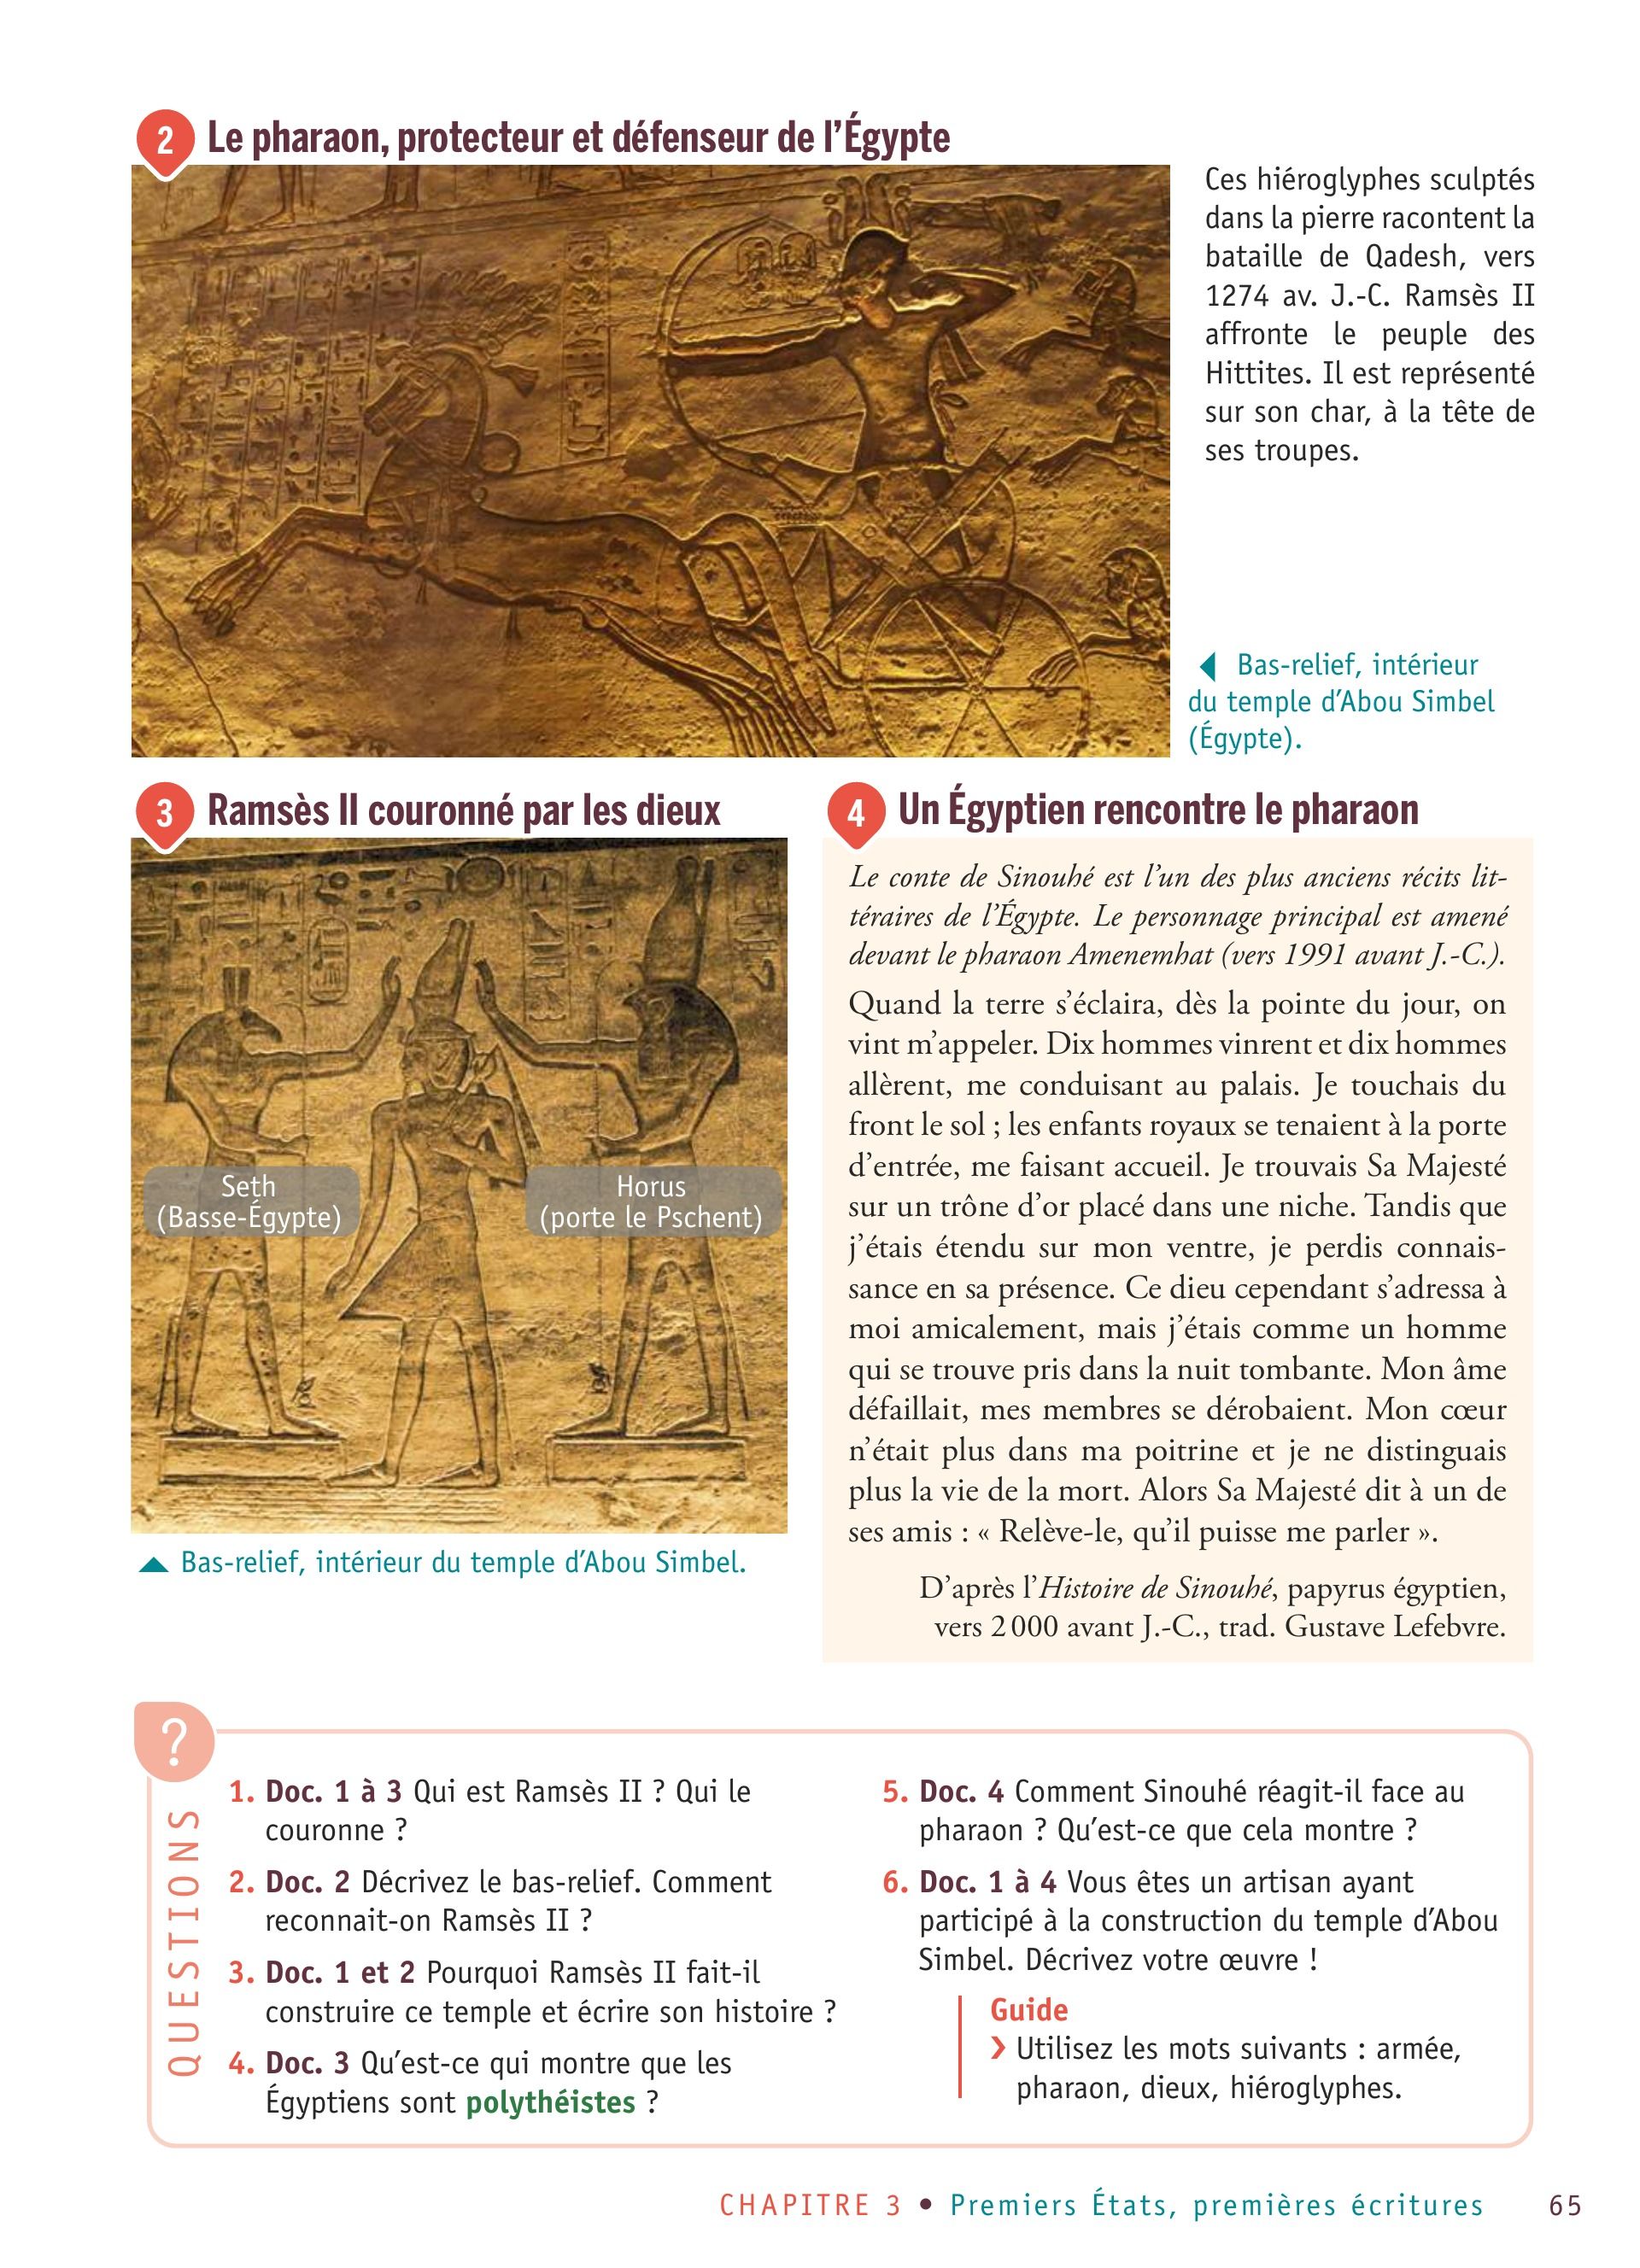 2 Le pharaon, protecteur et défenseur de l’Égypte
Ces hiéroglyphes sculptés
dans la pierre racontent la
bataille de Qadesh, vers
1274 av. J.-C. Ramsès II
affronte le peuple des
Hittites. Il est représenté
sur son char, à la tête de
ses troupes.
Bas-relief, intérieur
du temple d’Abou Simbel
(Égypte).
3 Ramsès II couronné par les dieux
Seth
(Basse-Égypte)
Horus
(porte le Pschent)
Bas-relief, intérieur du temple d’Abou Simbel.
4 Un Égyptien rencontre le pharaon
Le conte de Sinouhé est l’un des plus anciens récits lit-
téraires de l’Égypte. Le personnage principal est amené
devant le pharaon Amenemhat (vers 1991 avant J.-C.).
Quand la terre s’éclaira, dès la pointe du jour, on
vint m’appeler. Dix hommes vinrent et dix hommes
allèrent, me conduisant au palais. Je touchais du
front le sol ; les enfants royaux se tenaient à la porte
d’entrée, me faisant accueil. Je trouvais Sa Majesté
sur un trône d’or placé dans une niche. Tandis que
j’étais étendu sur mon ventre, je perdis connais-
sance en sa présence. Ce dieu cependant s’adressa à
moi amicalement, mais j’étais comme un homme
qui se trouve pris dans la nuit tombante. Mon âme
défaillait, mes membres se dérobaient. Mon cœur
n’était plus dans ma poitrine et je ne distinguais
plus la vie de la mort. Alors Sa Majesté dit à un de
ses amis : « Relève-le, qu’il puisse me parler ».
D’après l’Histoire de Sinouhé, papyrus égyptien,
vers 2 000 avant J.-C., trad. Gustave Lefebvre.
?
QUESTIONS
1. Doc. 1 à 3 Qui est Ramsès II ? Qui le
couronne ?
2. Doc. 2 Décrivez le bas-relief. Comment
reconnait-on Ramsès II ?
3. Doc. 1 et 2 Pourquoi Ramsès II fait-il
construire ce temple et écrire son histoire ?
4. Doc. 3 Qu’est-ce qui montre que les
Égyptiens sont polythéistes ?
5. Doc. 4 Comment Sinouhé réagit-il face au
pharaon ? Qu’est-ce que cela montre ?
6. Doc. 1 à 4 Vous êtes un artisan ayant
participé à la construction du temple d’Abou
Simbel. Décrivez votre œuvre !
Guide
› Utilisez les mots suivants : armée,
pharaon, dieux, hiéroglyphes.
CHAPITRE 3 • Premiers États, premières écritures 65